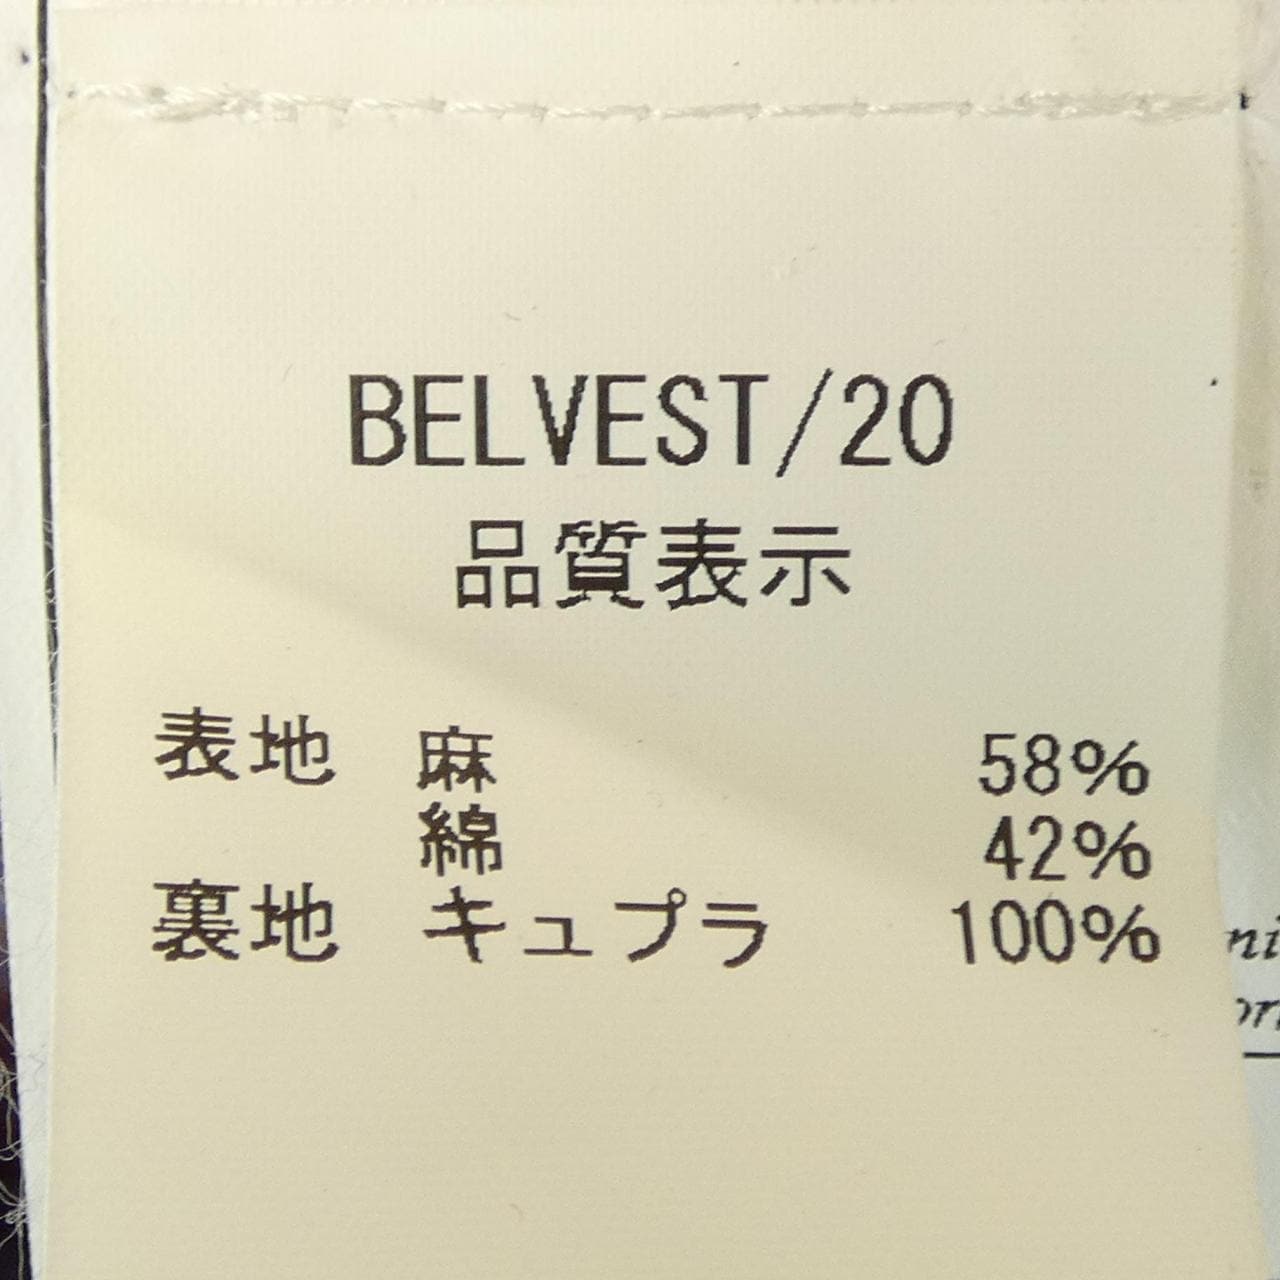 BELVEST/20
品質表示
表地 麻 58%
綿 42%
裏地 キュプラ 100%